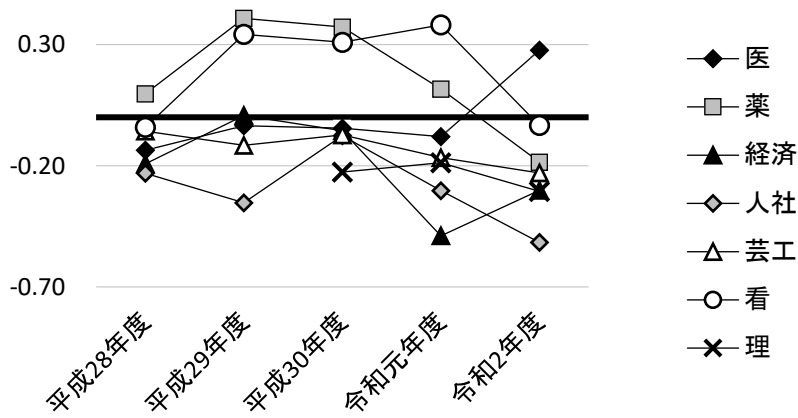 0.30
-0.20
-0.70
平成28年度
平成29年度
平成30年度
令和元年度
令和2年度
医
薬
経済
人社
芸工
看
理